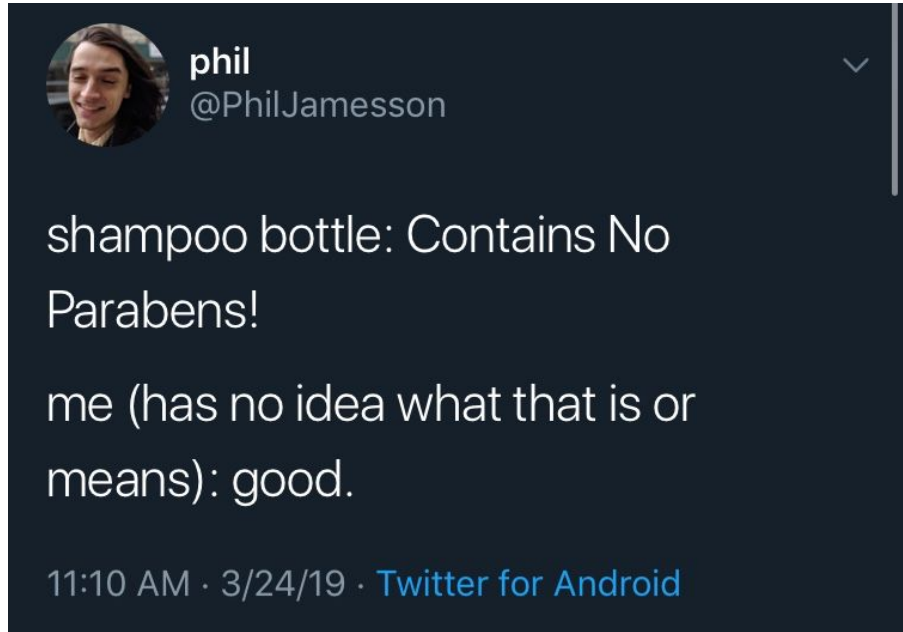 phil
@PhilJamesson
shampoo bottle: Contains No
Parabens!
me (has no idea what that is or
means): good.
11:10 AM · 3/24/19 · Twitter for Android